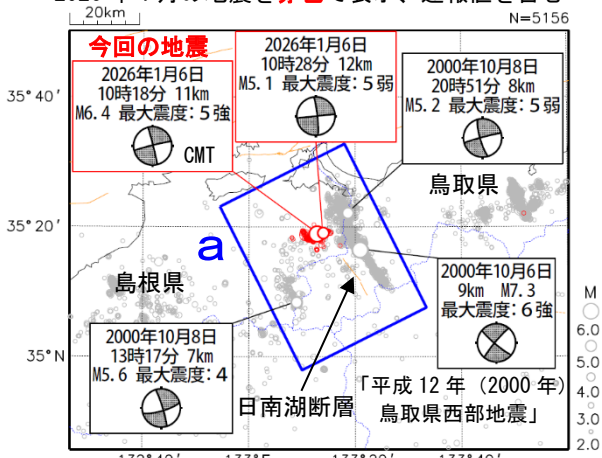 20km
N=5156
今回の地震
2026年1月6日
10時18分 11km
M6.4 最大震度:5強
CMT
2026年1月6日
10時28分 12km
M5.1 最大震度:5弱
2000年10月8日
20時51分 8km
M5.2 最大震度:5弱
35°40′
鳥取県
35°20′
a
島根県
2000年10月6日
9km M7.3
最大震度:6強
2000年10月8日
13時17分 7km
M5.6 最大震度:4
35°N
日南湖断層
「平成12年(2000年)
鳥取県西部地震」
M
6.0
5.0
4.0
3.0
2.0